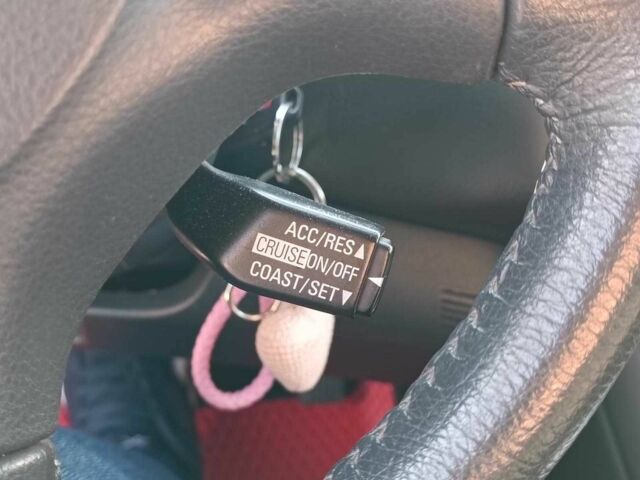 ACC/RES▲
CRUISE ON/OFF ◀
COAST/SET▼